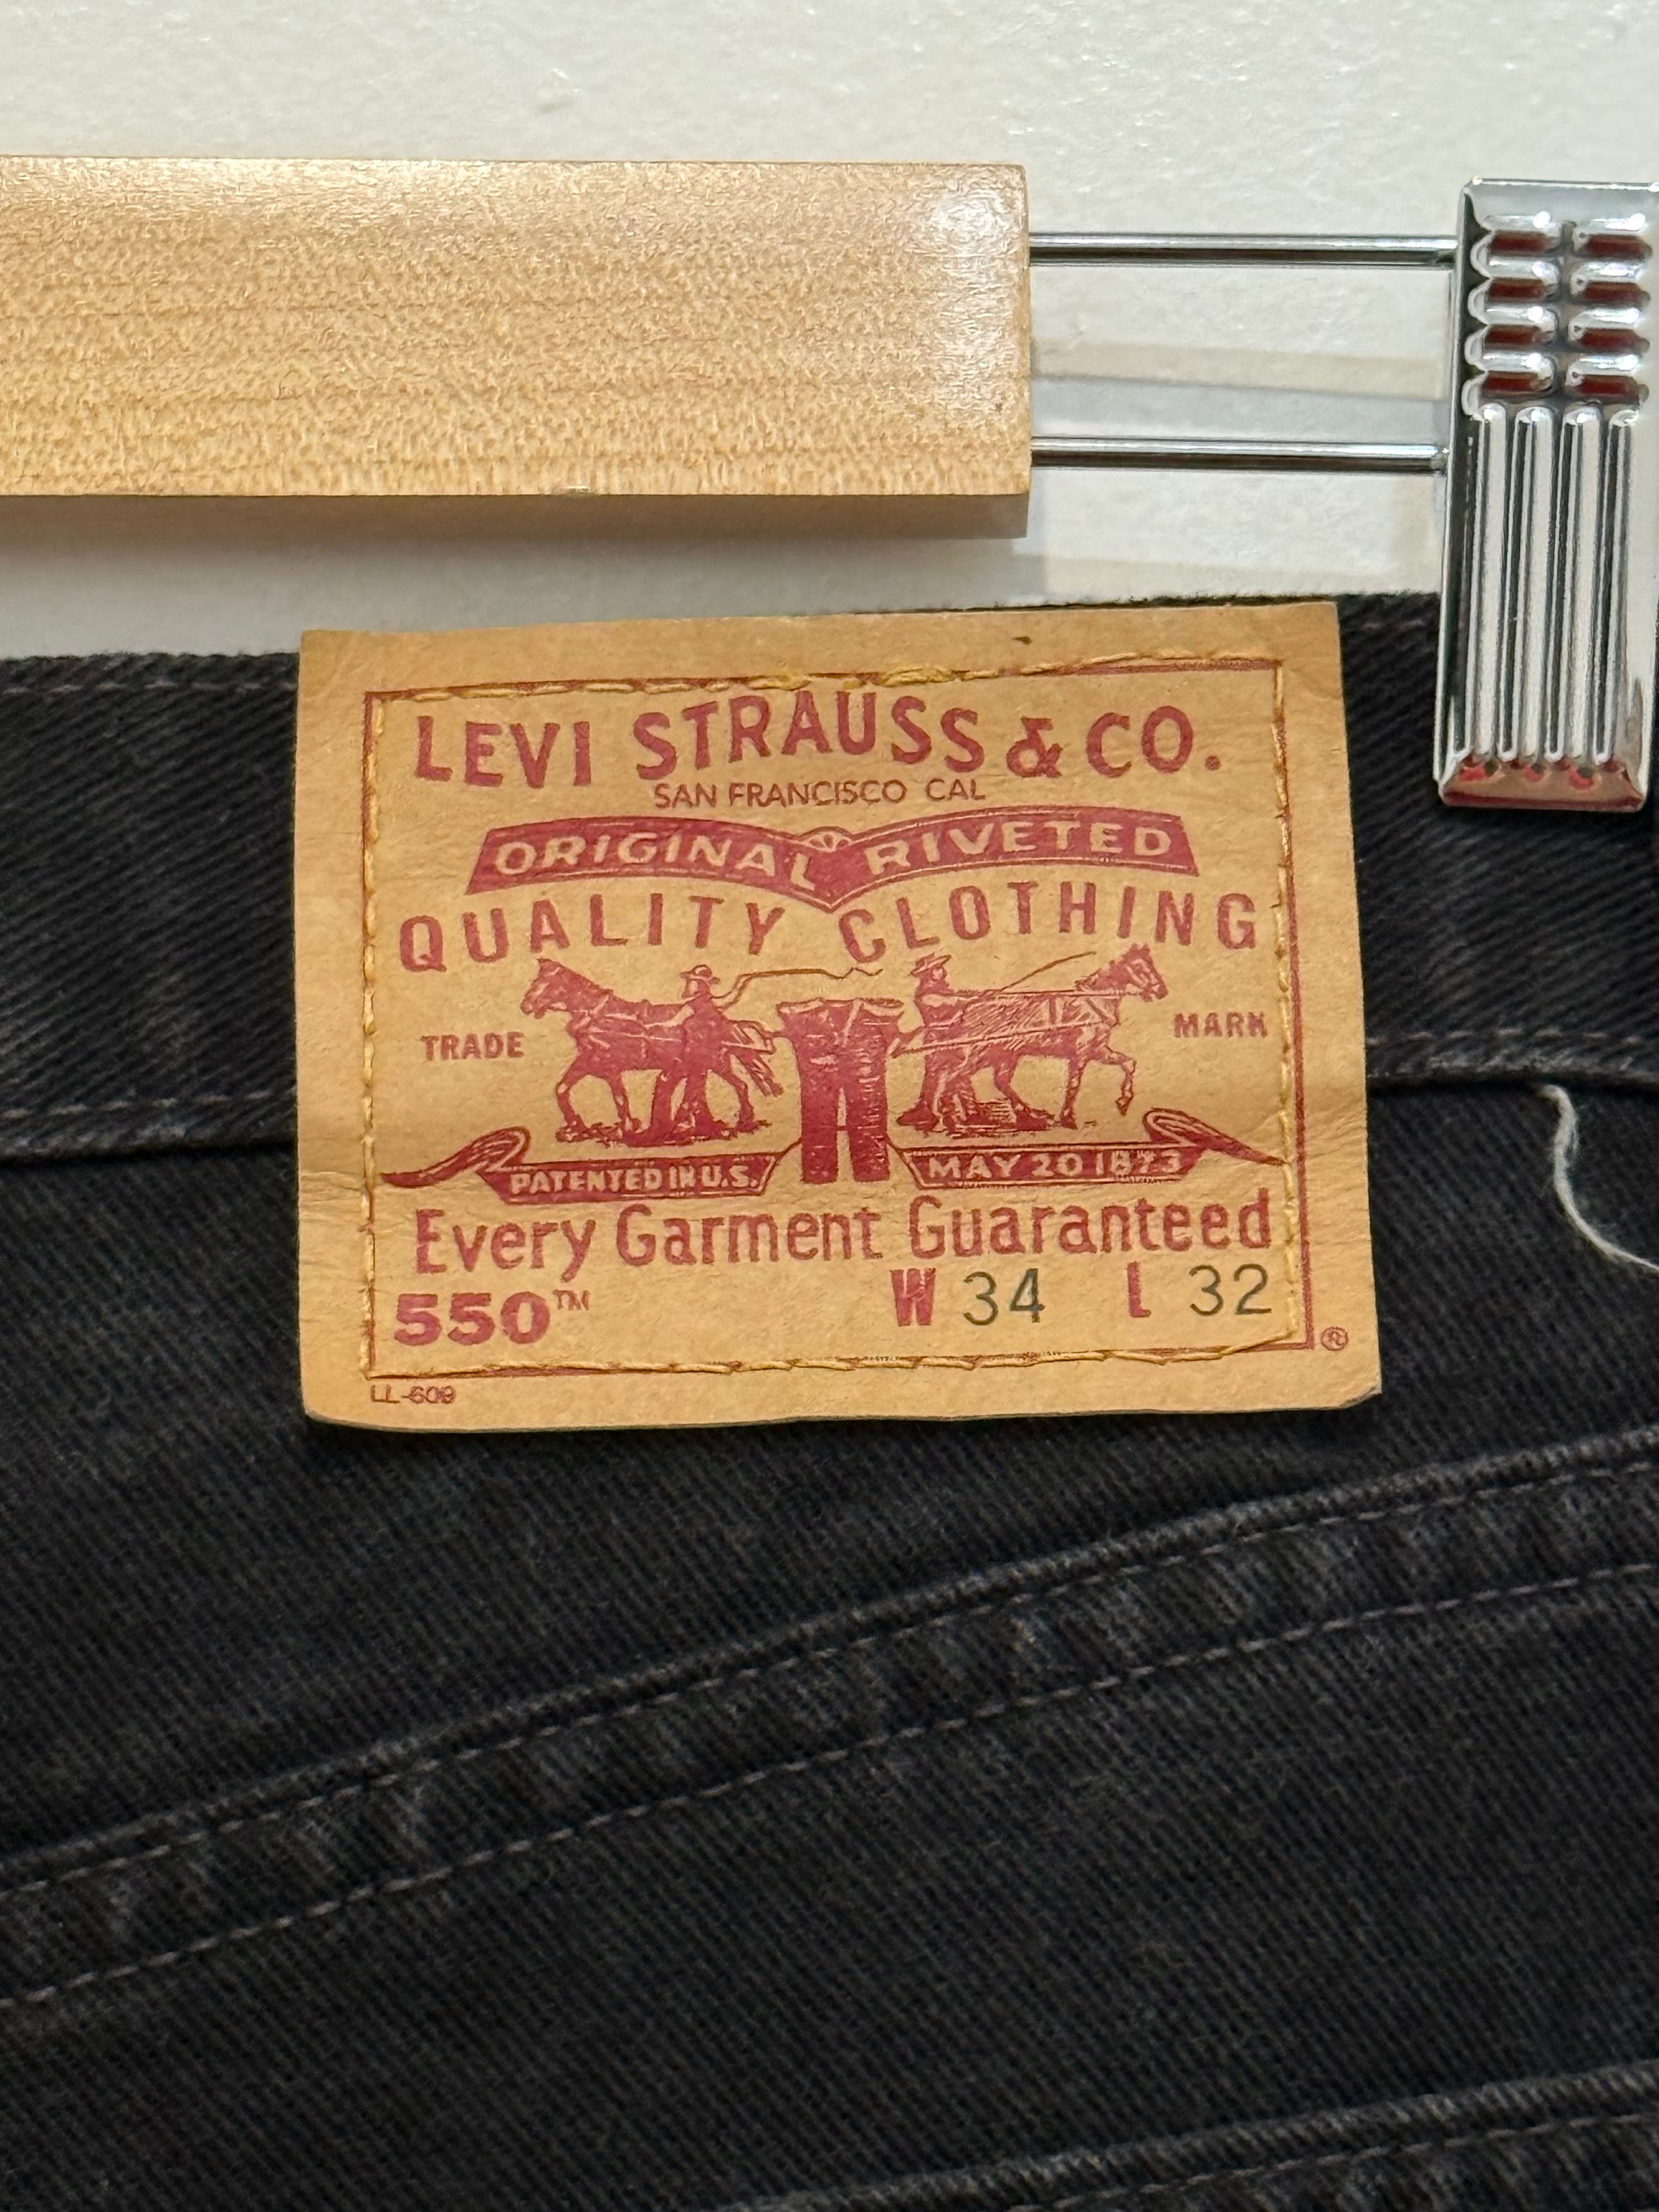 LEVI STRAUSS & CO.
SAN FRANCISCO CAL
ORIGINAL RIVETED
QUALITY CLOTHING
TRADE MARK
PATENTED IN U.S. MAY 20 1873
Every Garment Guaranteed
550™ W 34 L 32
®
LL-609